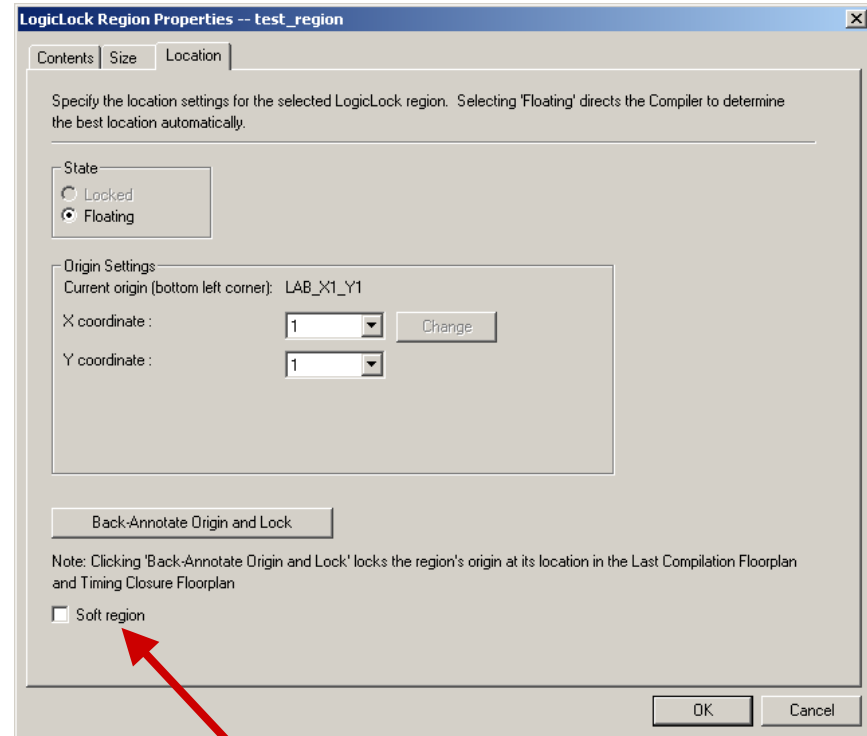 LogicLock Region Properties -- test_region
Contents Size Location
Specify the location settings for the selected LogicLock region. Selecting 'Floating' directs the Compiler to determine
the best location automatically.
State
Locked
Floating
Origin Settings
Current origin (bottom left corner): LAB_X1_Y1
X coordinate : 1 Change
Y coordinate : 1
Back-Annotate Origin and Lock
Note: Clicking 'Back-Annotate Origin and Lock' locks the region's origin at its location in the Last Compilation Floorplan
and Timing Closure Floorplan
Soft region
OK Cancel